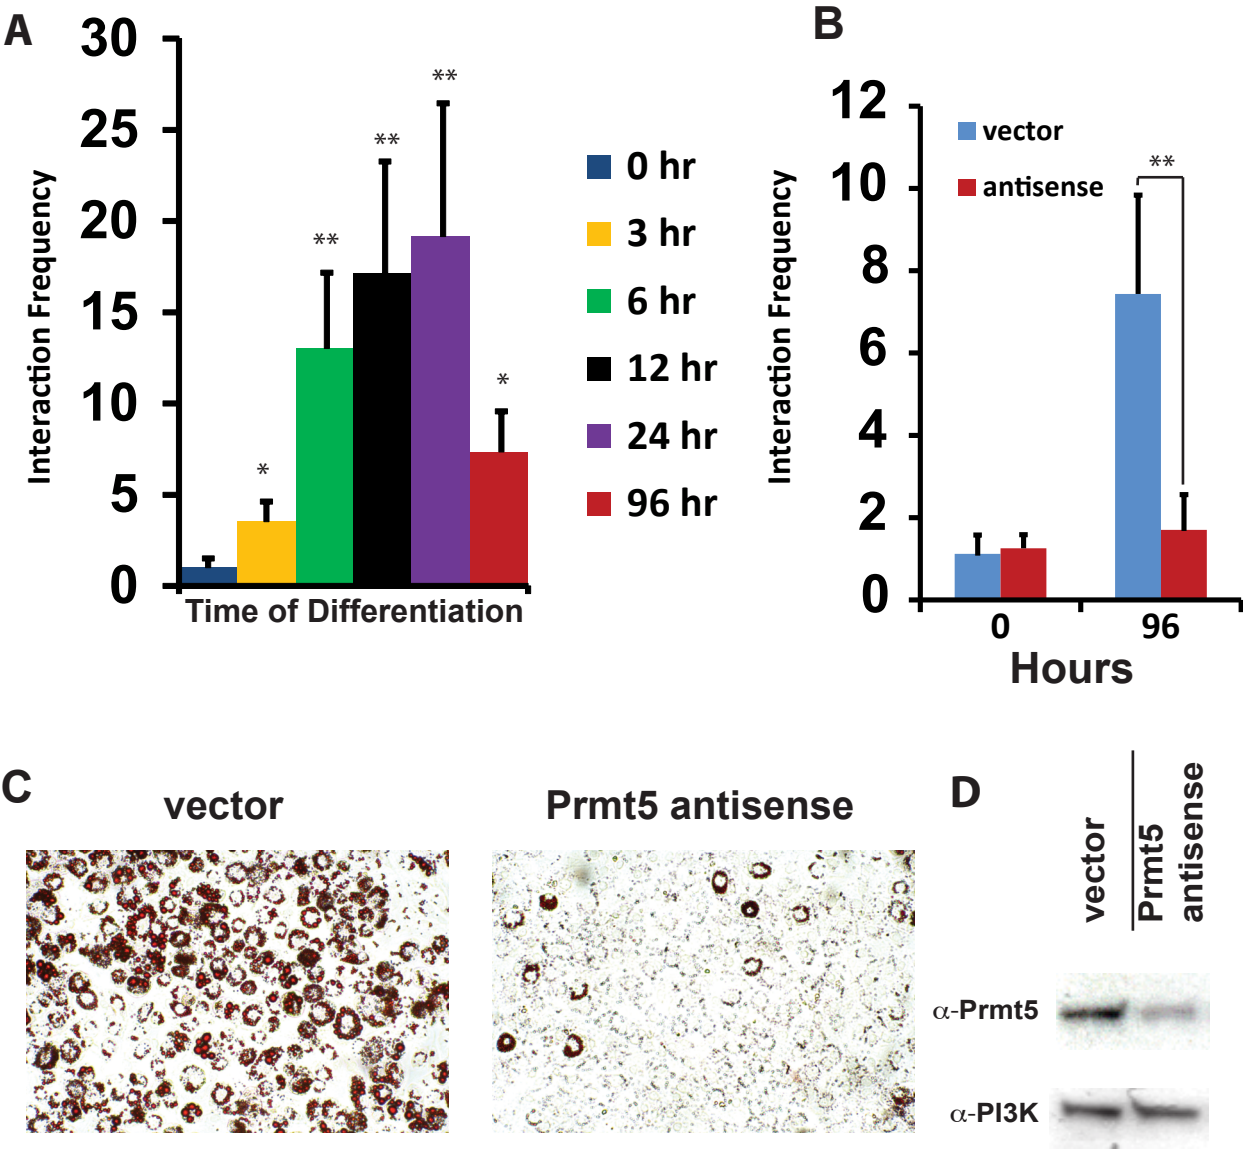 A
30
25
20
15
10
5
0
Interaction Frequency
*
**
**
**
*
Time of Differentiation
0 hr
3 hr
6 hr
12 hr
24 hr
96 hr
B
12
10
8
6
4
2
0
Interaction Frequency
vector
antisense
**
0
96
Hours
C
vector
Prmt5 antisense
D
vector
Prmt5
antisense
α-Prmt5
α-PI3K